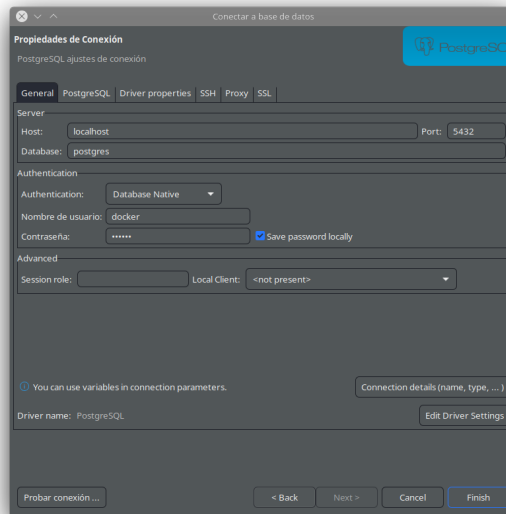 Conectar a base de datos
Propiedades de Conexión
PostgreSQL ajustes de conexión
PostgreSQ
General PostgreSQL Driver properties SSH Proxy SSL
Server
Host: localhost Port: 5432
Database: postgres
Authentication
Authentication: Database Native
Nombre de usuario: docker
Contraseña: •••••• Save password locally
Advanced
Session role: Local Client: <not present>
You can use variables in connection parameters.
Connection details (name, type, ... )
Driver name: PostgreSQL
Edit Driver Settings
Probar conexión ... < Back Next > Cancel Finish